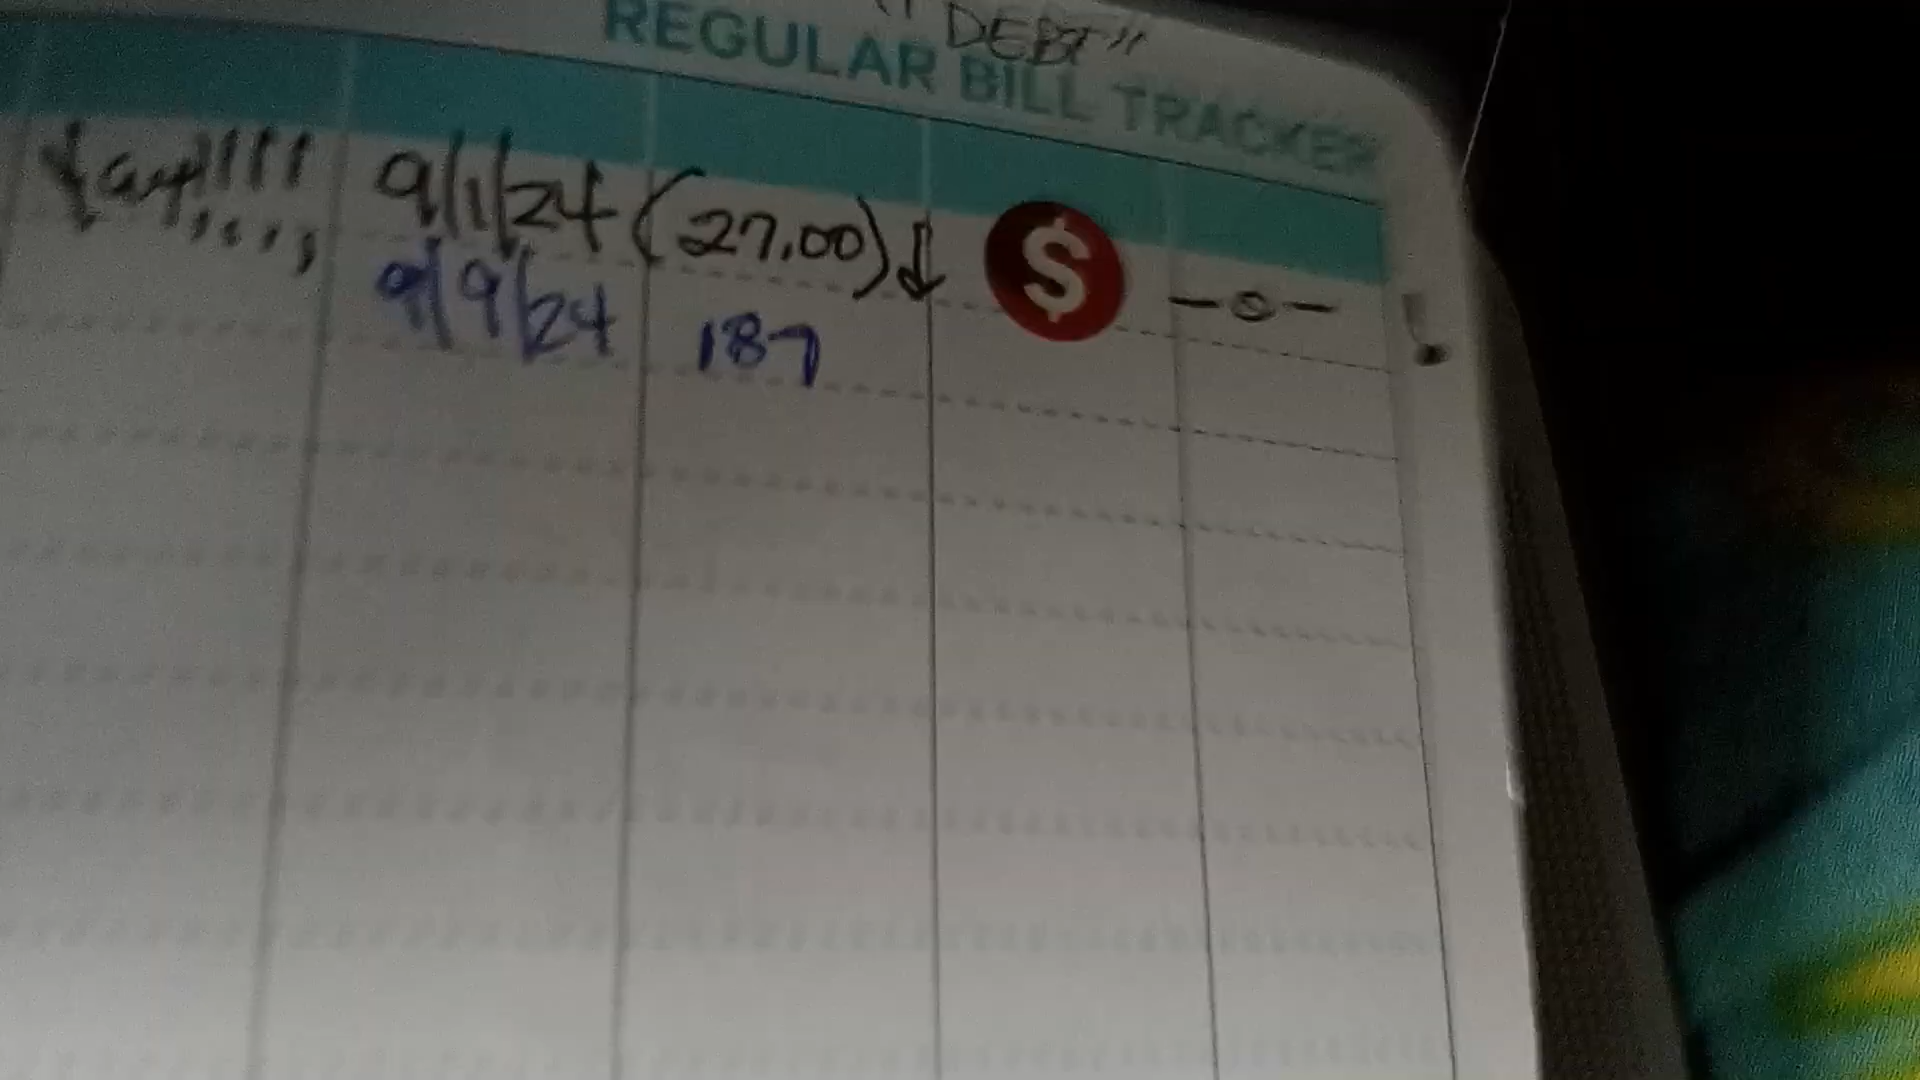 " DEBT"
REGULAR BILL TRACKER
Yay!!!! 9/1/24 (27.00) ↓ $ -0- !
9/9/24 187